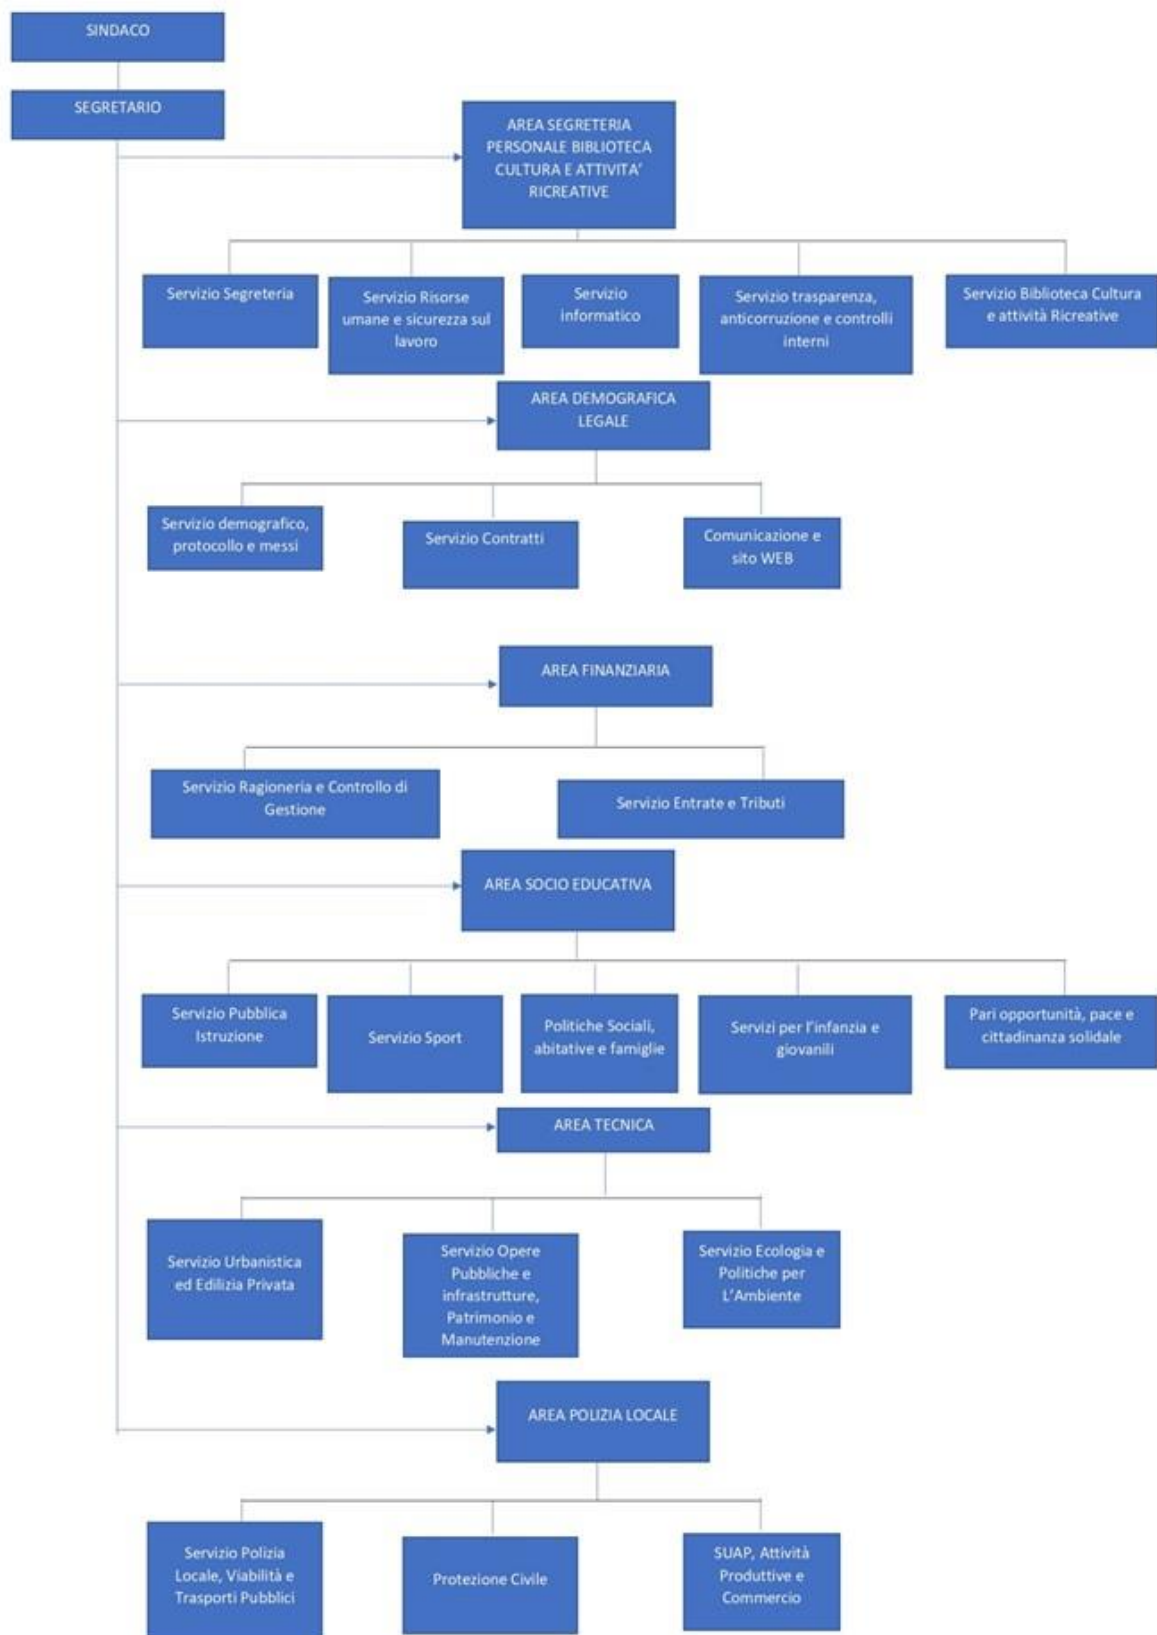 SINDACO
SEGRETARIO
AREA SEGRETERIA
PERSONALE BIBLIOTECA
CULTURA E ATTIVITA’
RICREATIVE
Servizio Segreteria
Servizio Risorse
umane e sicurezza sul
lavoro
Servizio
informatico
Servizio trasparenza,
anticorruzione e controlli
interni
Servizio Biblioteca Cultura
e attività Ricreative
AREA DEMOGRAFICA
LEGALE
Servizio demografico,
protocollo e messi
Servizio Contratti
Comunicazione e
sito WEB
AREA FINANZIARIA
Servizio Ragioneria e Controllo di
Gestione
Servizio Entrate e Tributi
AREA SOCIO EDUCATIVA
Servizio Pubblica
Istruzione
Servizio Sport
Politiche Sociali,
abitative e famiglie
Servizi per l’infanzia e
giovanili
Pari opportunità, pace e
cittadinanza solidale
AREA TECNICA
Servizio Urbanistica
ed Edilizia Privata
Servizio Opere
Pubbliche e
infrastrutture,
Patrimonio e
Manutenzione
Servizio Ecologia e
Politiche per
L’Ambiente
AREA POLIZIA LOCALE
Servizio Polizia
Locale, Viabilità e
Trasporti Pubblici
Protezione Civile
SUAP, Attività
Produttive e
Commercio